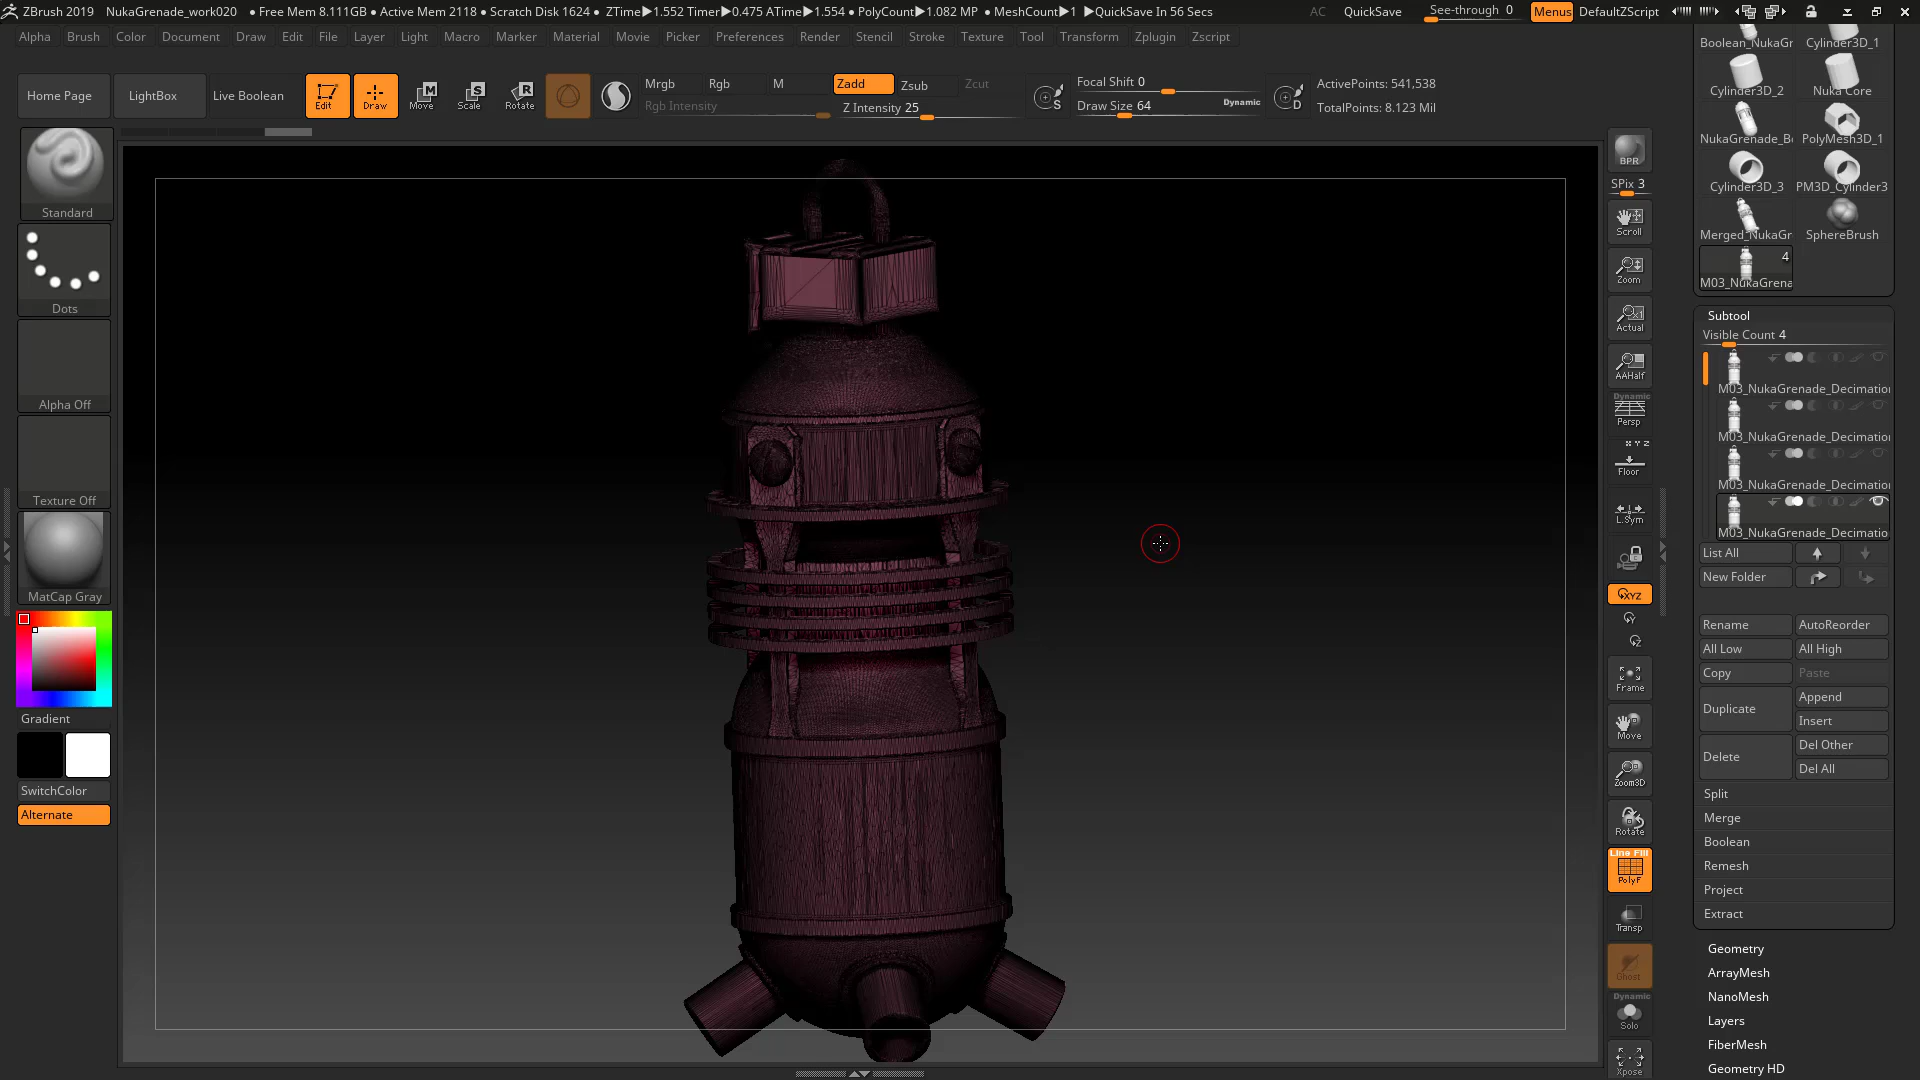 ZBrush 2019 NukaGrenade_work020 • Free Mem 8.111GB • Active Mem 2118 • Scratch Disk 1624 • ZTime▶1.552 Timer▶0.475 ATime▶1.554 • PolyCount▶1.082 MP • MeshCount▶1 ▶QuickSave In 56 Secs AC QuickSave See-through 0 Menus DefaultZScript
Alpha Brush Color Document Draw Edit File Layer Light Macro Marker Material Movie Picker Preferences Render Stencil Stroke Texture Tool Transform Zplugin Zscript
Home Page LightBox Live Boolean Edit Draw Move Scale Rotate
M S R
Mrgb Rgb M Zadd Zsub Zcut
Rgb Intensity Z Intensity 25
S
Focal Shift 0
Draw Size 64 Dynamic
D
ActivePoints: 541,538
TotalPoints: 8.123 Mil
Standard
Dots
Alpha Off
Texture Off
MatCap Gray
Gradient
SwitchColor
Alternate
BPR
SPix 3
Scroll
Zoom
Actual
AAHalf
Dynamic
Persp
X Y Z
Floor
L.Sym
XYZ
Y
Z
Frame
Move
Zoom3D
Rotate
Line Fill
PolyF
Transp
Ghost
Dynamic
Solo
Xpose
Boolean_NukaGr Cylinder3D_1
Cylinder3D_2 Nuka Core
NukaGrenade_B PolyMesh3D_1
Cylinder3D_3 PM3D_Cylinder3
Merged_NukaGr SphereBrush
4
M03_NukaGrena
Subtool
Visible Count 4
M03_NukaGrenade_Decimation
M03_NukaGrenade_Decimation
M03_NukaGrenade_Decimation
M03_NukaGrenade_Decimatio
List All
New Folder
Rename AutoReorder
All Low All High
Copy Paste
Duplicate Append
Insert
Delete Del Other
Del All
Split
Merge
Boolean
Remesh
Project
Extract
Geometry
ArrayMesh
NanoMesh
Layers
FiberMesh
Geometry HD